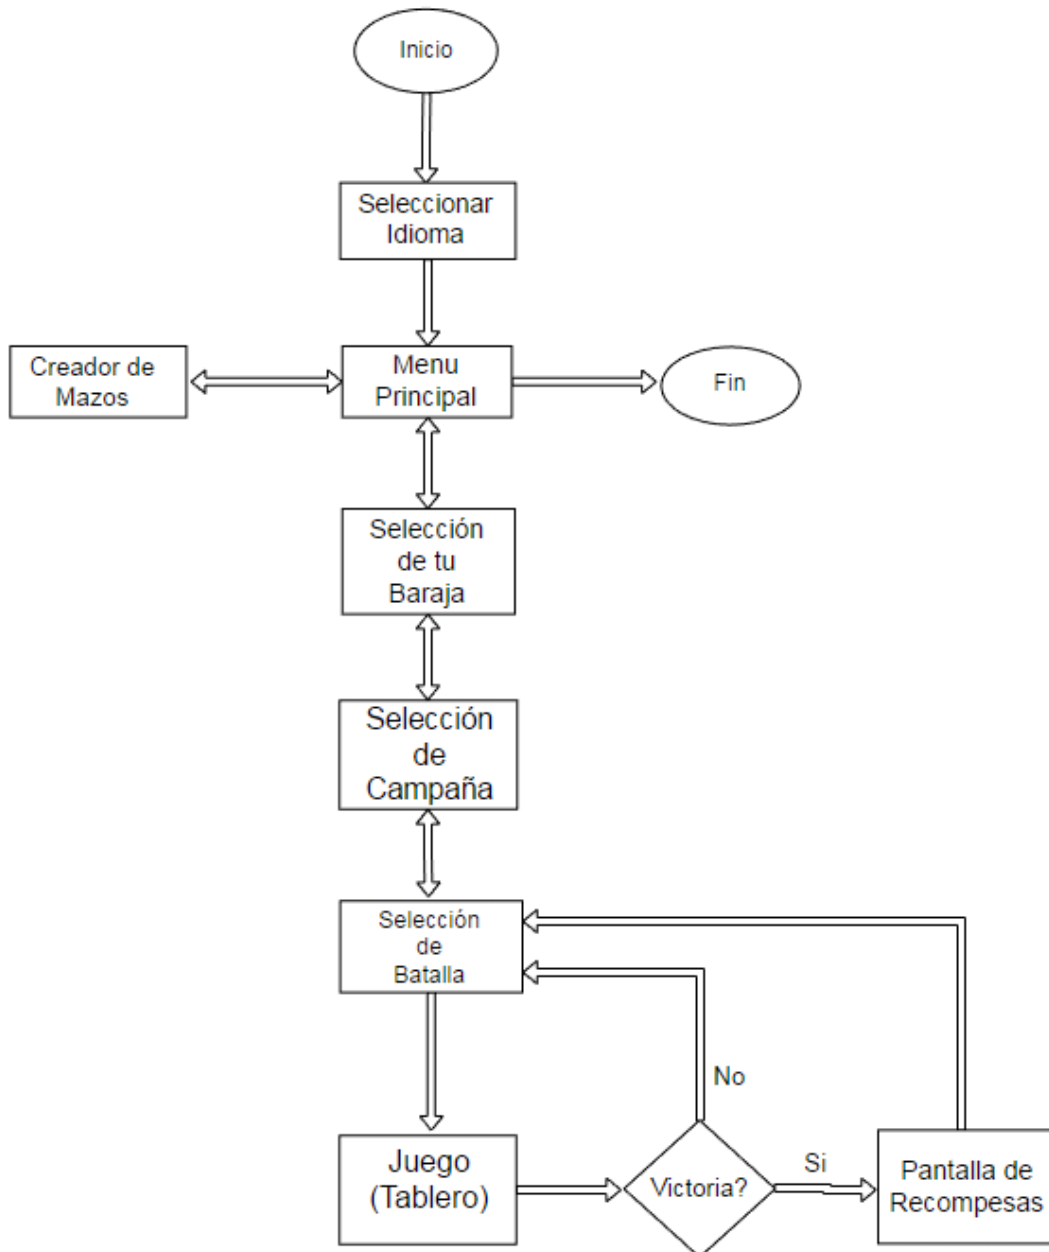 Inicio
Seleccionar
Idioma
Creador de
Mazos
Menu
Principal
Fin
Selección
de tu
Baraja
Selección
de
Campaña
Selección
de
Batalla
No
Juego
(Tablero)
Victoria?
Si
Pantalla de
Recompesas